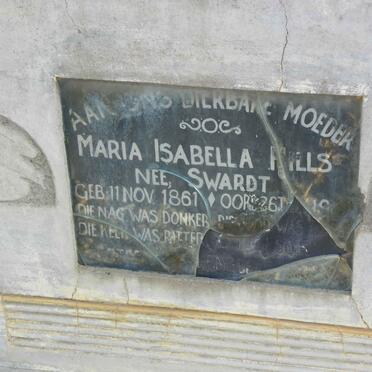 AAN ONS DIERBARE MOEDER
MARIA ISABELLA
NEE, SWARDT
GEB. 11 NOV. 1861
DIE NAG WAS DONKER
DIE KELK WAS BITTER WAS